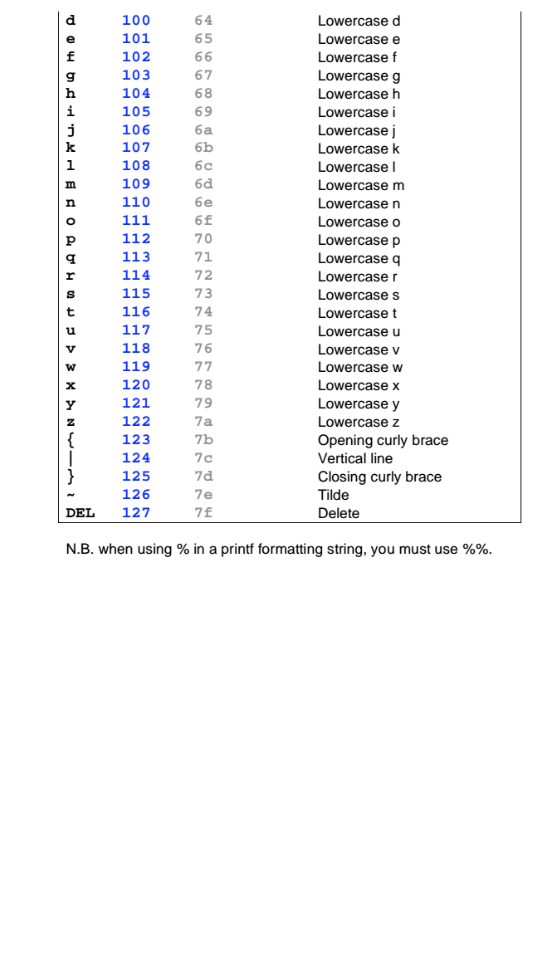 d 100 64 Lowercase d
e 101 65 Lowercase e
f 102 66 Lowercase f
g 103 67 Lowercase g
h 104 68 Lowercase h
i 105 69 Lowercase i
j 106 6a Lowercase j
k 107 6b Lowercase k
l 108 6c Lowercase l
m 109 6d Lowercase m
n 110 6e Lowercase n
o 111 6f Lowercase o
p 112 70 Lowercase p
q 113 71 Lowercase q
r 114 72 Lowercase r
s 115 73 Lowercase s
t 116 74 Lowercase t
u 117 75 Lowercase u
v 118 76 Lowercase v
w 119 77 Lowercase w
x 120 78 Lowercase x
y 121 79 Lowercase y
z 122 7a Lowercase z
{ 123 7b Opening curly brace
| 124 7c Vertical line
} 125 7d Closing curly brace
~ 126 7e Tilde
DEL 127 7f Delete
N.B. when using % in a printf formatting string, you must use %%.